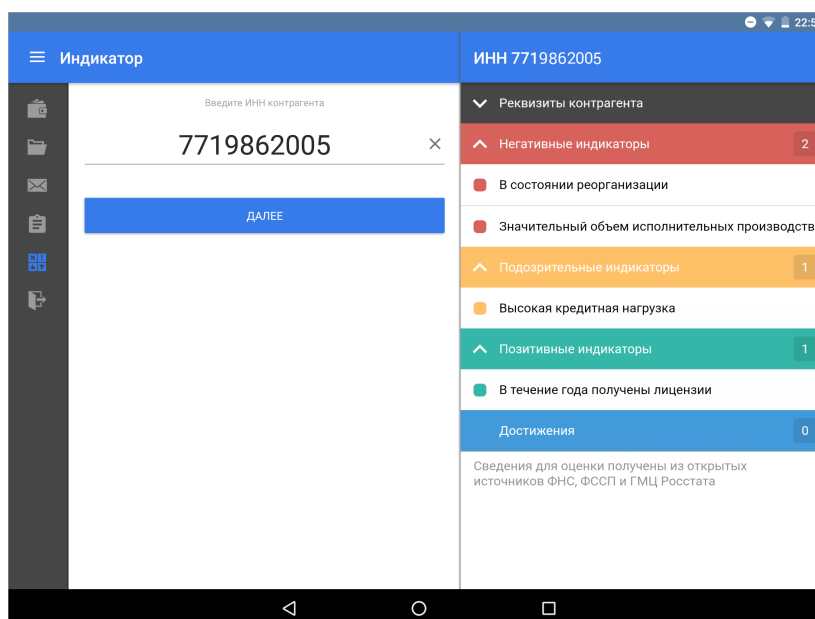 22:5
Индикатор
Введите ИНН контрагента
7719862005
ДАЛЕЕ
ИНН 7719862005
Реквизиты контрагента
Негативные индикаторы 2
В состоянии реорганизации
Значительный объем исполнительных производств
Подозрительные индикаторы 1
Высокая кредитная нагрузка
Позитивные индикаторы 1
В течение года получены лицензии
Достижения 0
Сведения для оценки получены из открытых
источников ФНС, ФССП и ГМЦ Росстата